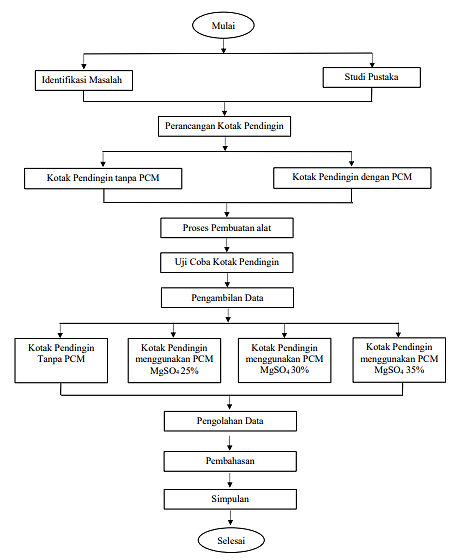 Mulai
Identifikasi Masalah
Studi Pustaka
Perancangan Kotak Pendingin
Kotak Pendingin tanpa PCM
Kotak Pendingin dengan PCM
Proses Pembuatan alat
Uji Coba Kotak Pendingin
Pengambilan Data
Kotak Pendingin
Tanpa PCM
Kotak Pendingin
menggunakan PCM
MgSO₄ 25%
Kotak Pendingin
menggunakan PCM
MgSO₄ 30%
Kotak Pendingin
menggunakan PCM
MgSO₄ 35%
Pengolahan Data
Pembahasan
Simpulan
Selesai